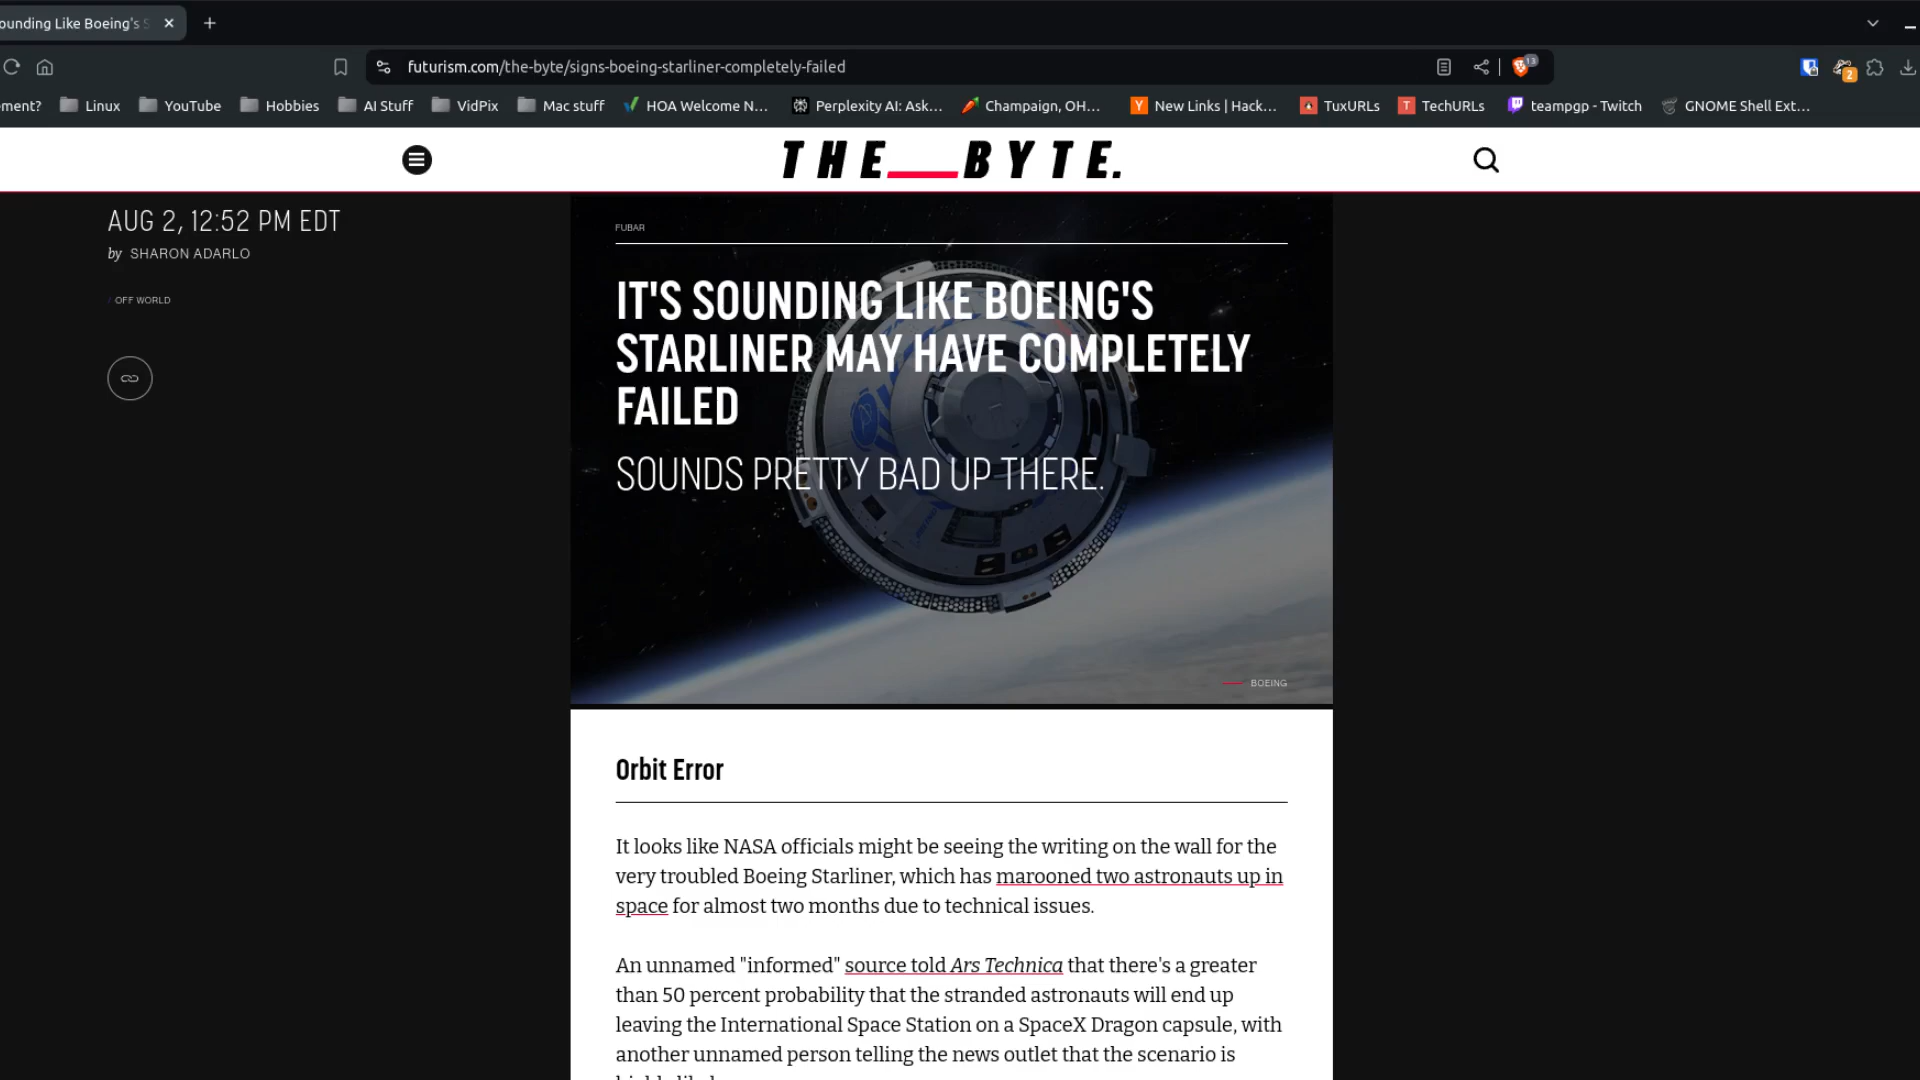 ounding Like Boeing's
futurism.com/the-byte/signs-boeing-starliner-completely-failed
13
2
ment? Linux YouTube Hobbies AI Stuff VidPix Mac stuff HOA Welcome N... Perplexity AI: Ask... Champaign, OH... New Links | Hack... TuxURLs TechURLs teampgp - Twitch GNOME Shell Ext...
THE__BYTE.
AUG 2, 12:52 PM EDT
by SHARON ADARLO
/ OFF WORLD
FUBAR
IT'S SOUNDING LIKE BOEING'S
STARLINER MAY HAVE COMPLETELY
FAILED
SOUNDS PRETTY BAD UP THERE.
BOEING
Orbit Error
It looks like NASA officials might be seeing the writing on the wall for the
very troubled Boeing Starliner, which has marooned two astronauts up in
space for almost two months due to technical issues.
An unnamed "informed" source told Ars Technica that there's a greater
than 50 percent probability that the stranded astronauts will end up
leaving the International Space Station on a SpaceX Dragon capsule, with
another unnamed person telling the news outlet that the scenario is